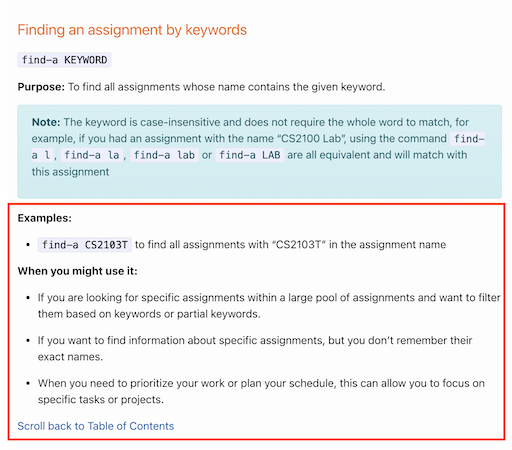 Finding an assignment by keywords
find-a KEYWORD
Purpose: To find all assignments whose name contains the given keyword.
Note: The keyword is case-insensitive and does not require the whole word to match, for
example, if you had an assignment with the name “CS2100 Lab”, using the command find-
a l , find-a la , find-a lab or find-a LAB are all equivalent and will match with
this assignment
Examples:
• find-a CS2103T to find all assignments with “CS2103T” in the assignment name
When you might use it:
• If you are looking for specific assignments within a large pool of assignments and want to filter
them based on keywords or partial keywords.
• If you want to find information about specific assignments, but you don’t remember their
exact names.
• When you need to prioritize your work or plan your schedule, this can allow you to focus on
specific tasks or projects.
Scroll back to Table of Contents